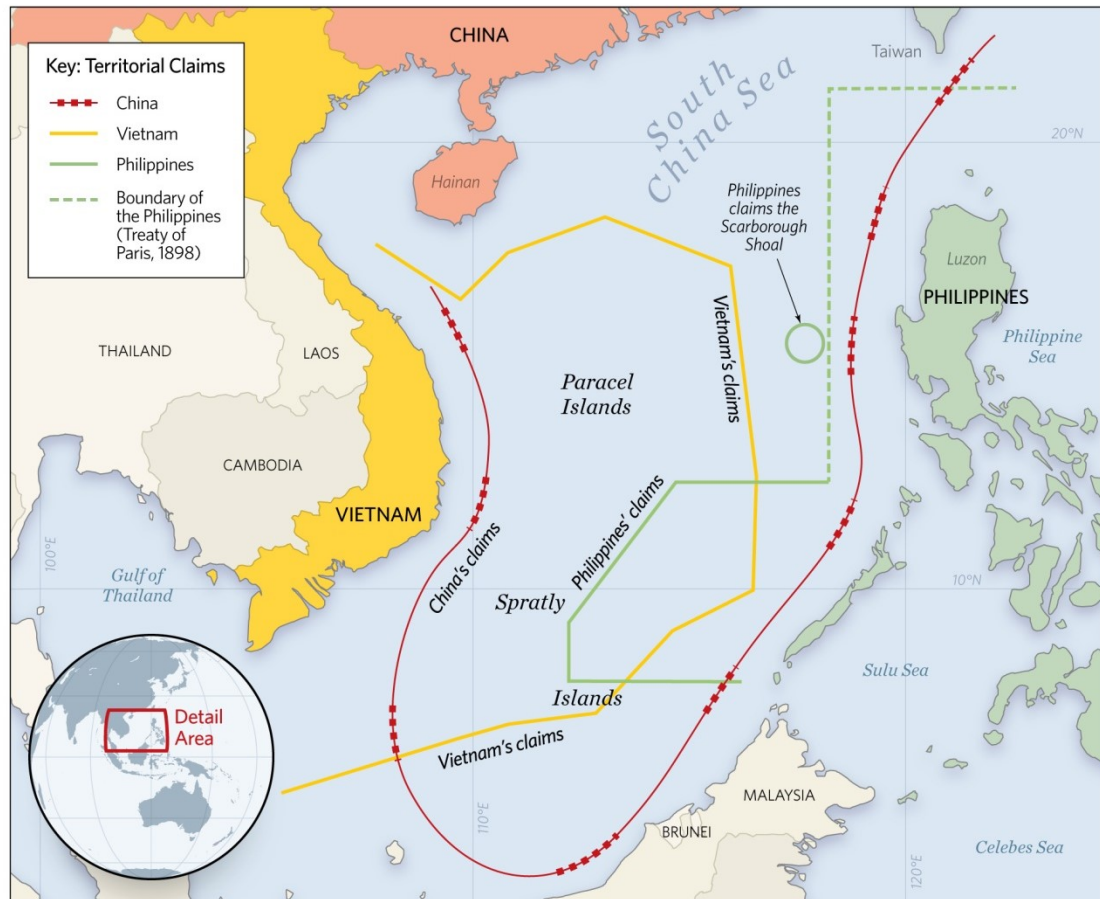 Key: Territorial Claims
China
Vietnam
Philippines
Boundary of
the Philippines
(Treaty of
Paris, 1898)
CHINA
Taiwan
South
China Sea
20°N
Hainan
Philippines
claims the
Scarborough
Shoal
Luzon
PHILIPPINES
Philippine
Sea
THAILAND
LAOS
Vietnam's claims
Paracel
Islands
CAMBODIA
VIETNAM
Philippines' claims
China's claims
100°E
Gulf of
Thailand
10°N
Spratly
Islands
Sulu Sea
Detail
Area
Vietnam's claims
MALAYSIA
BRUNEI
110°E
120°E
Celebes Sea